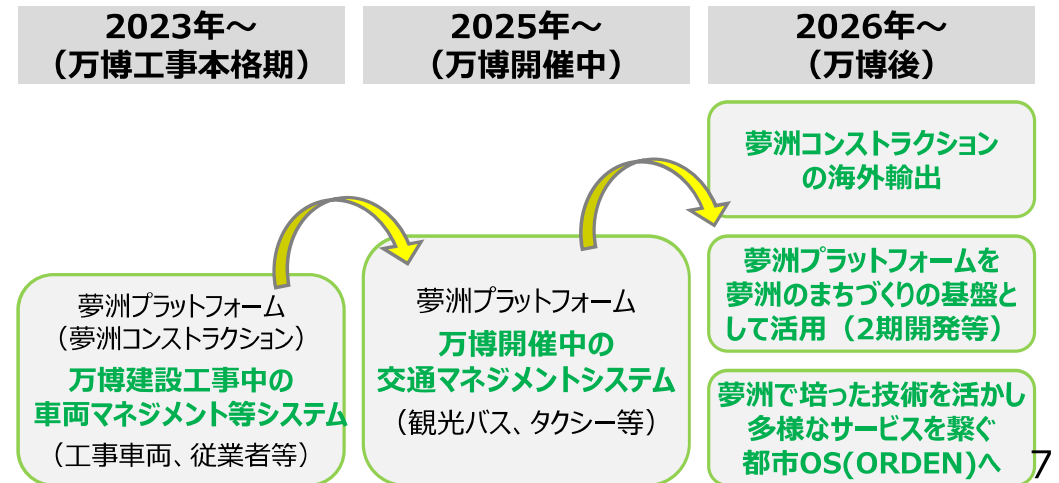 2023年～
（万博工事本格期）
2025年～
（万博開催中）
2026年～
（万博後）
夢洲プラットフォーム
（夢洲コンストラクション）
万博建設工事中の
車両マネジメント等システム
（工事車両、従業者等）
夢洲プラットフォーム
万博開催中の
交通マネジメントシステム
（観光バス、タクシー等）
夢洲コンストラクション
の海外輸出
夢洲プラットフォームを
夢洲のまちづくりの基盤と
して活用（2期開発等）
夢洲で培った技術を活かし
多様なサービスを繋ぐ
都市OS(ORDEN)へ
7